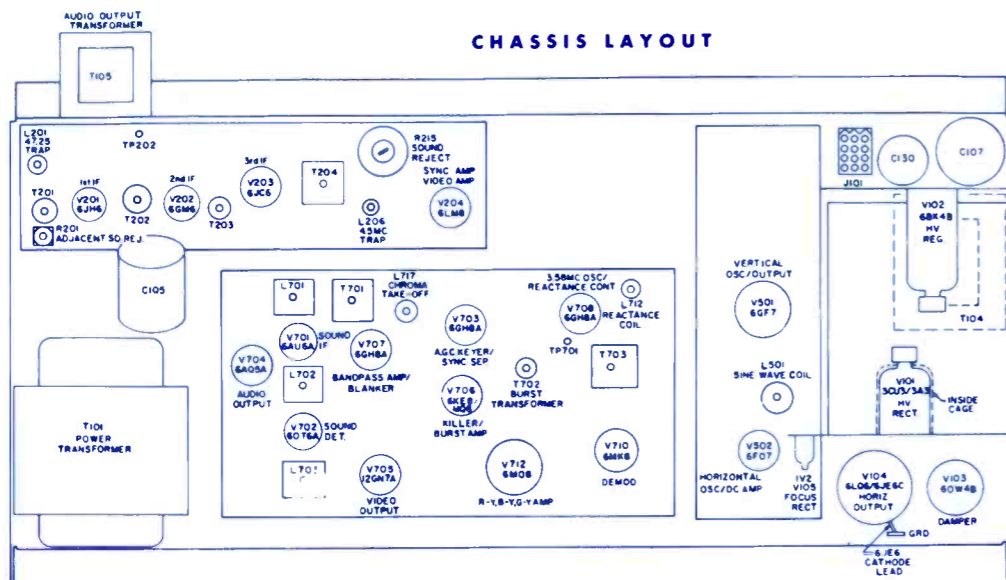 AUDIO OUTPUT
TRANSFORMER
CHASSIS LAYOUT
T105
L201
47.25
TRAP
TP202
R215
SOUND
REJECT
SYNC AMP
VIDEO AMP
3rd IF
V203
6JC6
T204
J101
C130
C107
T201
1st IF
V201
6JH6
T202
2nd IF
V202
6GM6
T203
L206
4.5MC
TRAP
V204
6LM8
V102
6BK4B
HV
REG
R201
ADJACENT SD REJ.
C105
VERTICAL
OSC/OUTPUT
V501
6GF7
T104
L701
T701
L717
CHROMA
TAKE-OFF
3.58MC OSC/
REACTANCE CONT
V708
6GH8A
L712
REACTANCE
COIL
V703
6GH8A
A.G.C. KEYER/
SYNC SEP
V701
6AU6A
SOUND
IF
V707
6GH8A
BANDPASS AMP/
BLANKER
TP701
T703
V704
6AQ5A
AUDIO
OUTPUT
L702
V706
6KE8/
KILLER/
BURST AMP
T702
BURST
TRANSFORMER
L501
SINE WAVE COIL
V101
3CU3/3A3
HV
RECT
INSIDE
CAGE
T101
POWER
TRANSFORMER
V702
6DT6A
SOUND
DET.
V502
6FQ7
HORIZONTAL
OSC/DC AMP
1V2
V105
FOCUS
RECT
V705
12GN7A
VIDEO
OUTPUT
V712
6MD8
R-Y, B-Y, G-Y AMP
V710
6MK8
DEMOD
V104
6LQ6/6JE6C
HORIZ
OUTPUT
V103
6DW4B
DAMPER
GRD
6JE6
CATHODE
LEAD